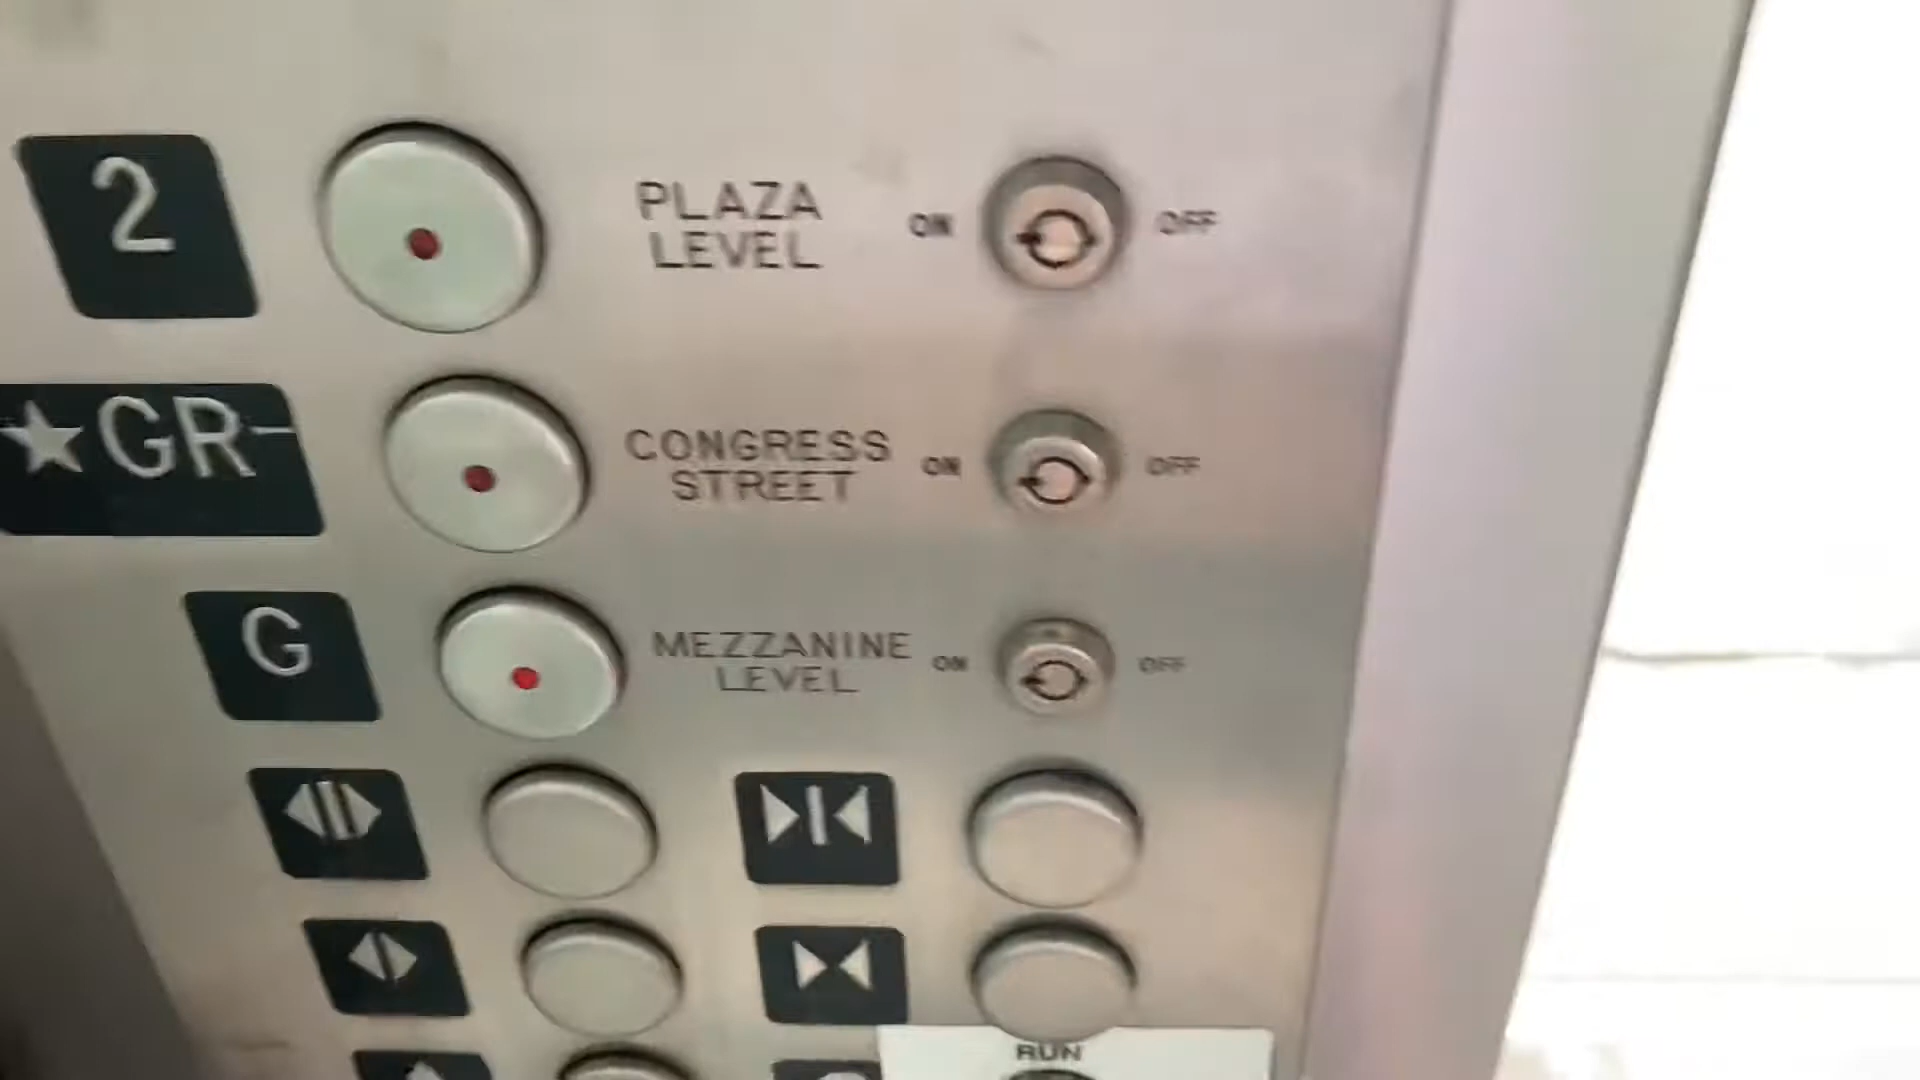 2
PLAZA
LEVEL
ON
OFF
★GR
CONGRESS
STREET
ON
OFF
G
MEZZANINE
LEVEL
ON
OFF
RUN